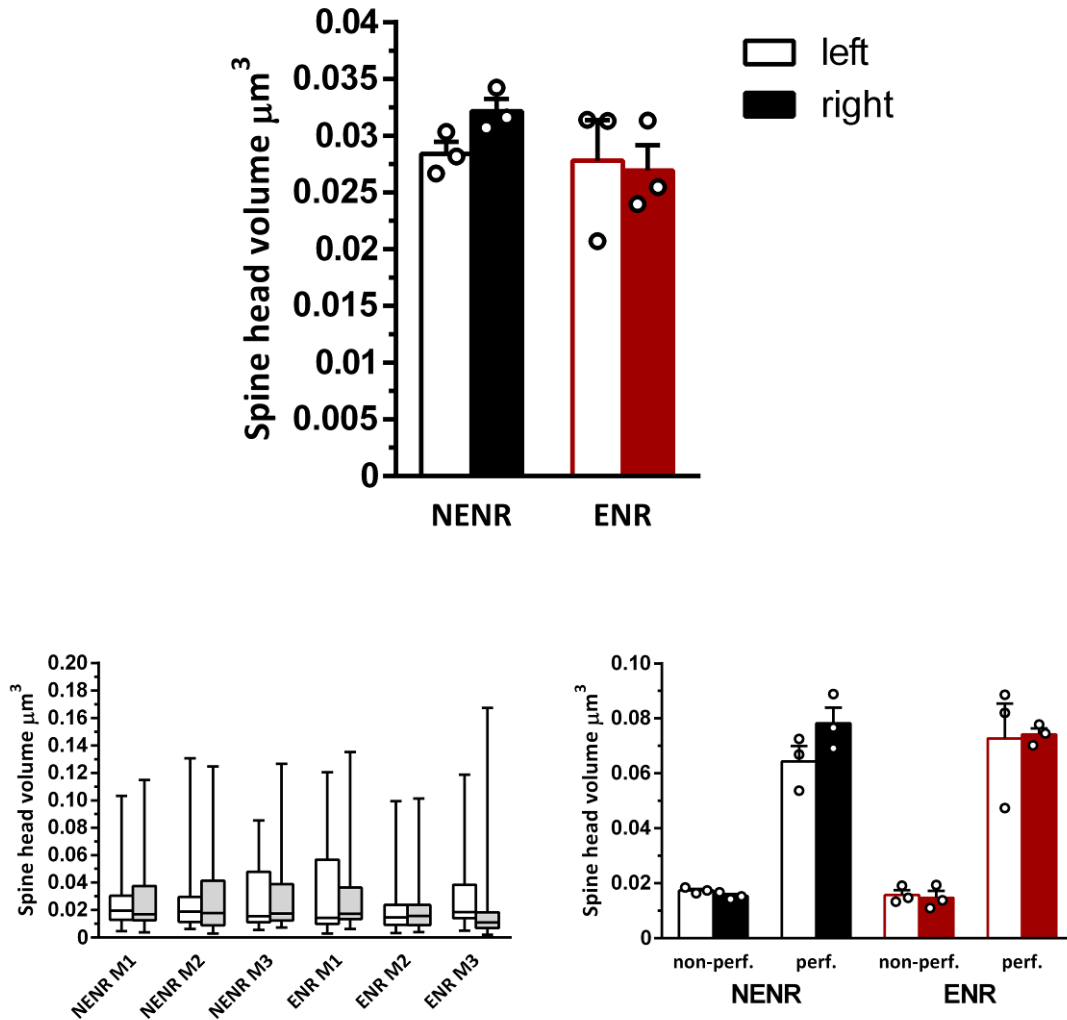 Spine head volume μm³
0.04
0.035
0.03
0.025
0.02
0.015
0.01
0.005
0
NENR
ENR
left
right
Spine head volume μm³
0.20
0.18
0.16
0.14
0.12
0.10
0.08
0.06
0.04
0.02
0
NENR M1
NENR M2
NENR M3
ENR M1
ENR M2
ENR M3
Spine head volume μm³
0.10
0.08
0.06
0.04
0.02
0
non-perf. perf. non-perf. perf.
NENR ENR